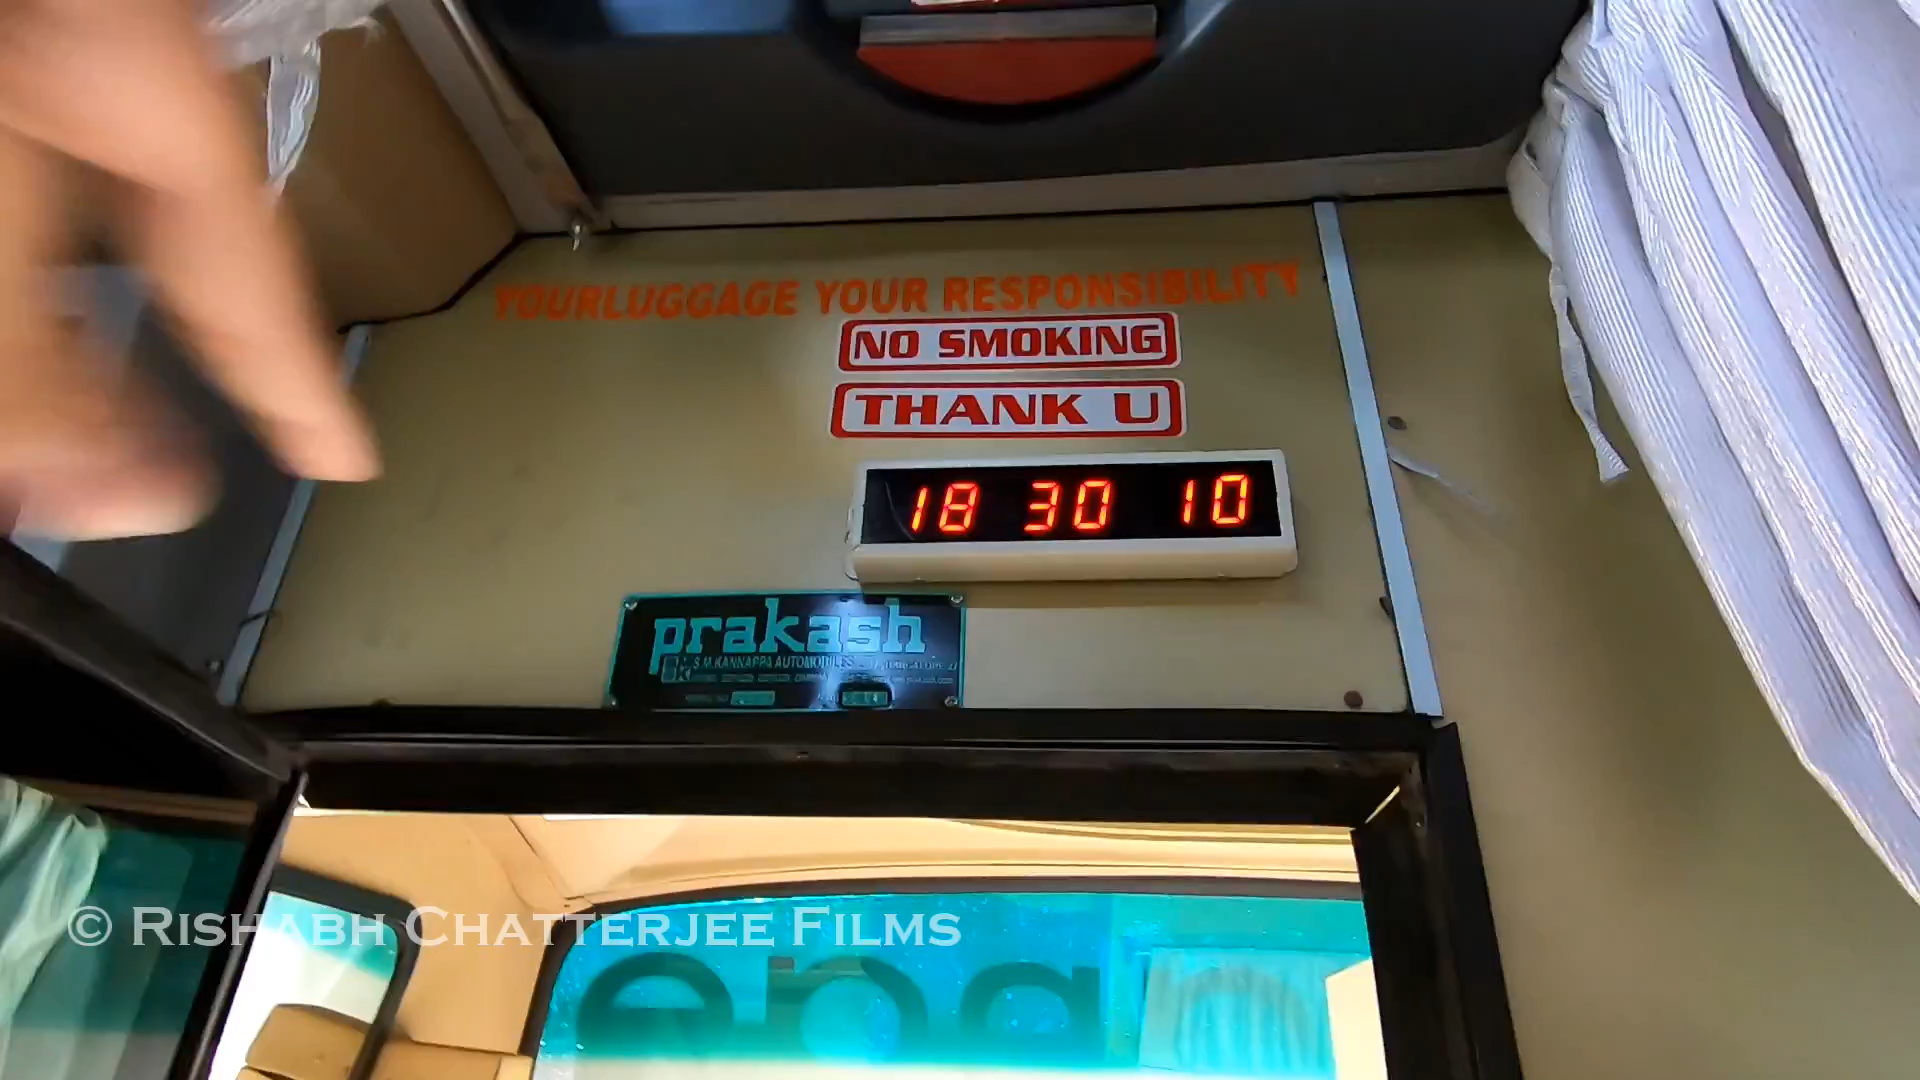 YOURLUGGAGE YOUR RESPONSIBILITY
NO SMOKING
THANK U
18 30 10
prakash
S.M.KANNAPPA AUTOMOBILES
© RISHABH CHATTERJEE FILMS